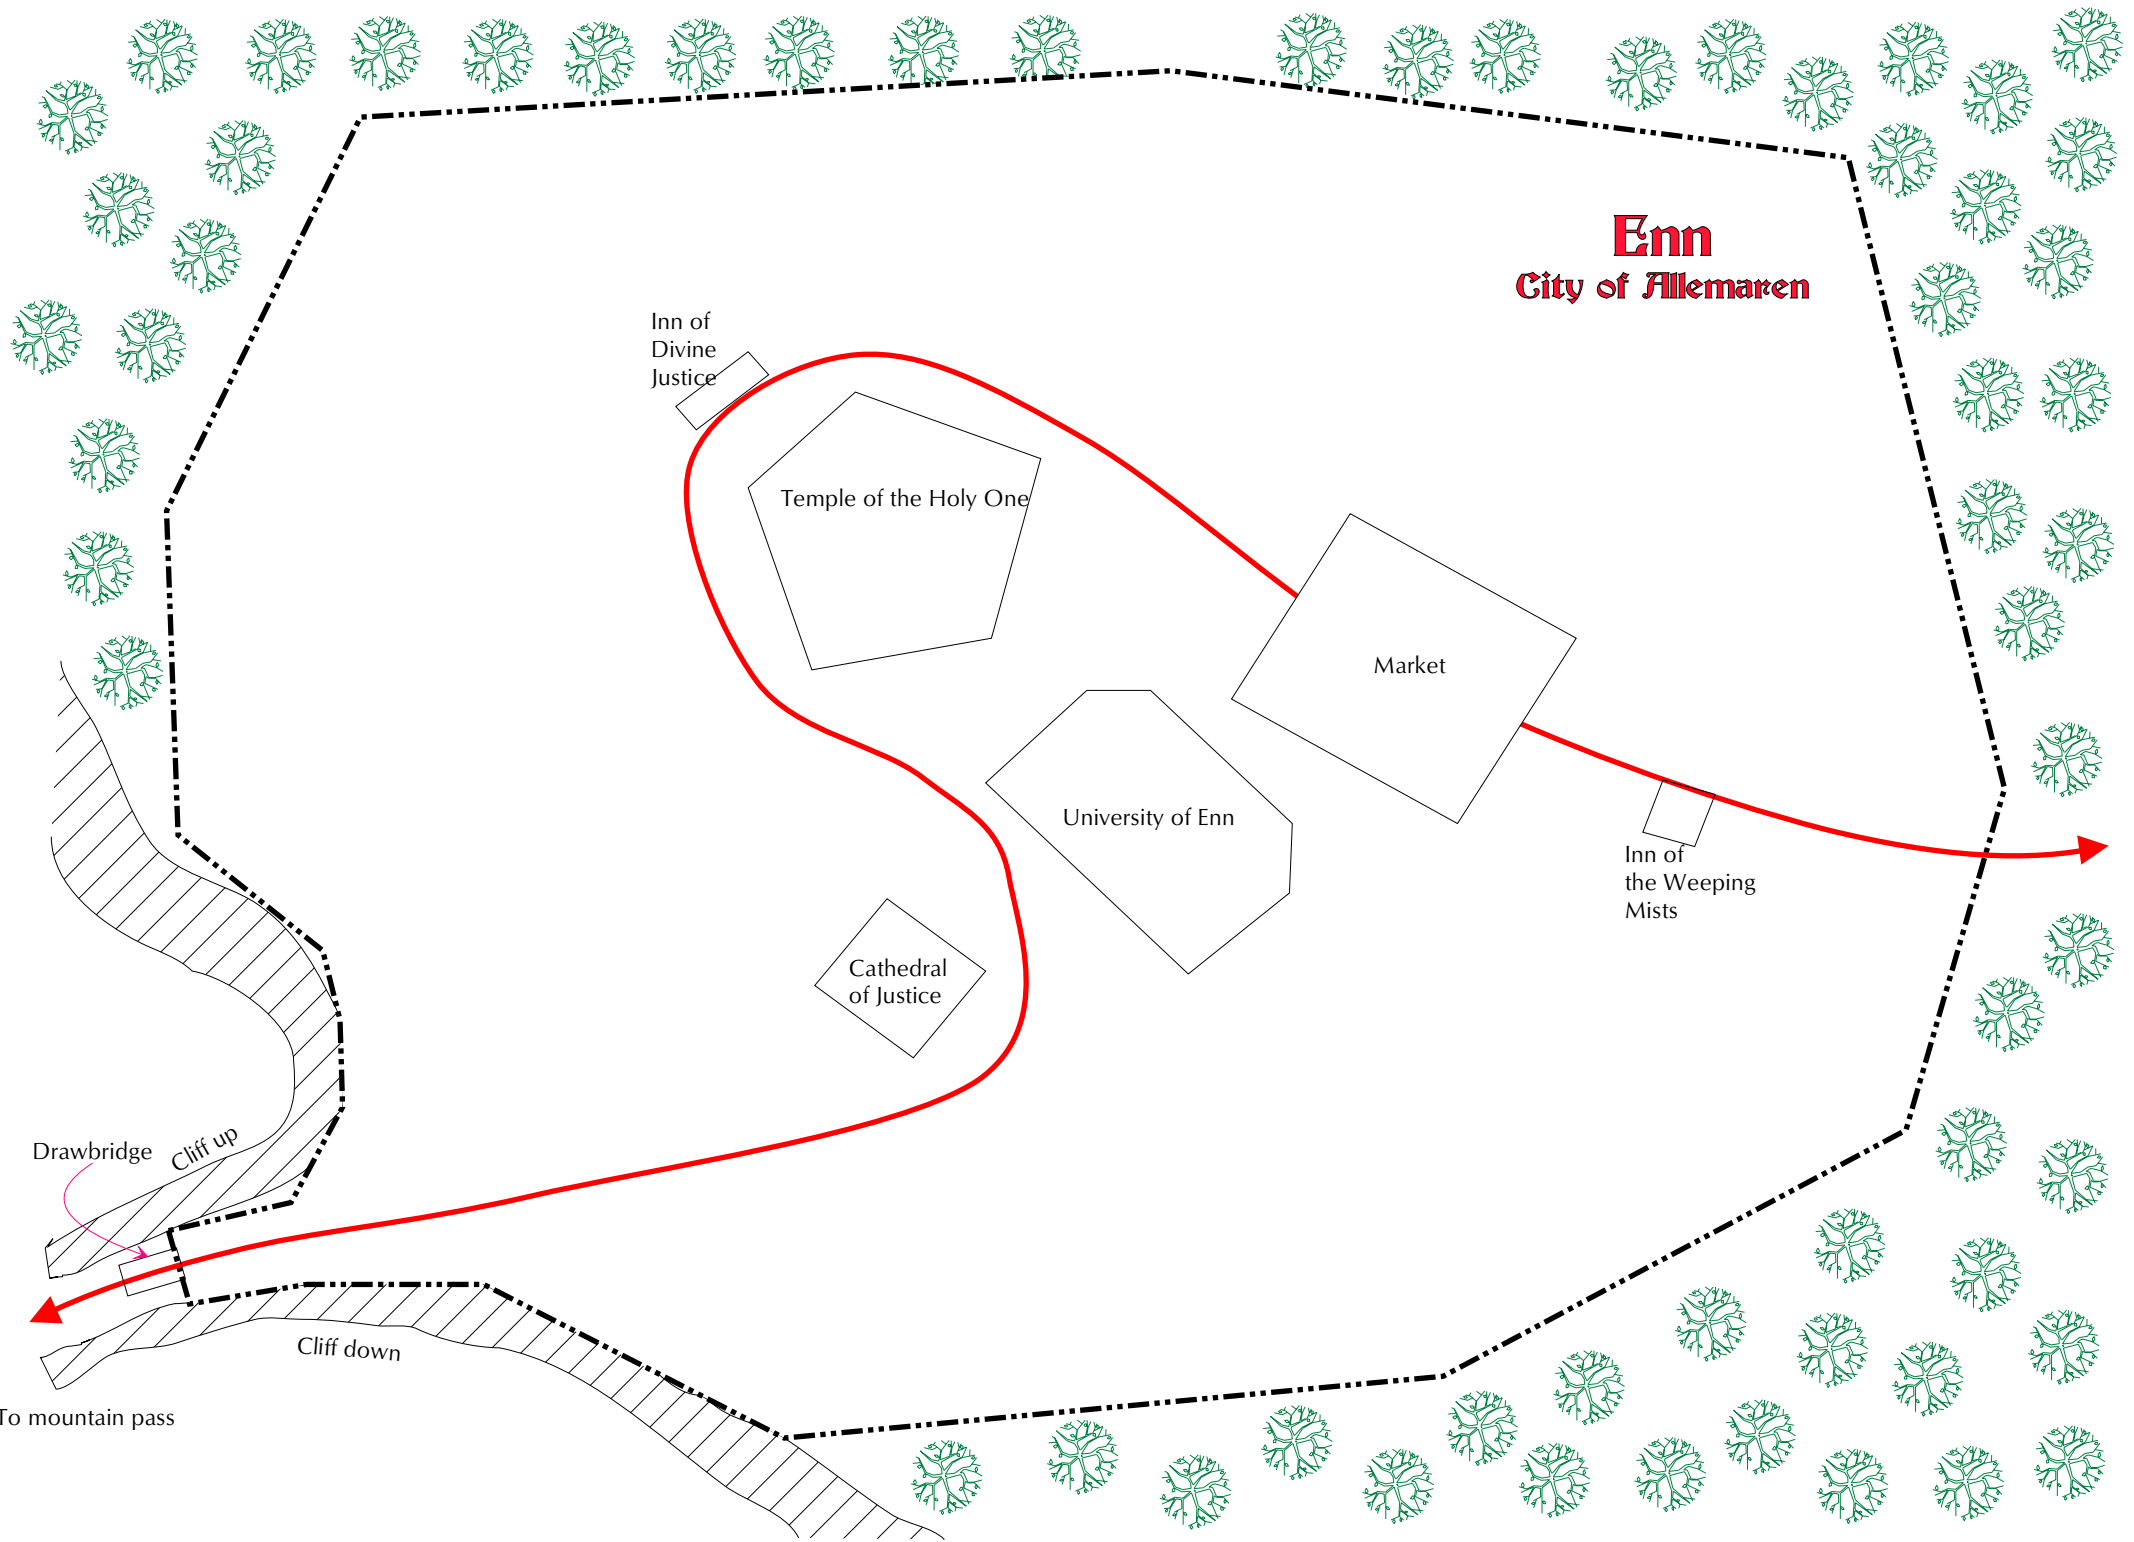 Enn
City of Allemaren
Inn of
Divine
Justice
Temple of the Holy One
Market
University of Enn
Inn of
the Weeping
Mists
Cathedral
of Justice
Drawbridge
Cliff up
Cliff down
To mountain pass